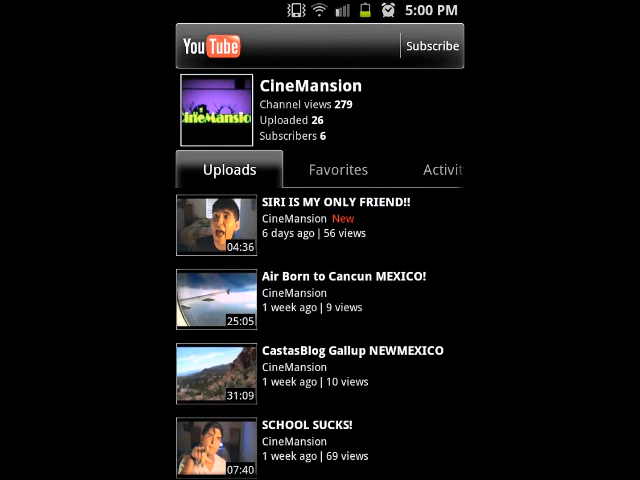 5:00 PM
YouTube
Subscribe
CineMansion
CineMansion
Channel views 279
Uploaded 26
Subscribers 6
Uploads
Favorites
Activit
SIRI IS MY ONLY FRIEND!!
CineMansion New
6 days ago | 56 views
04:36
Air Born to Cancun MEXICO!
CineMansion
1 week ago | 9 views
25:05
CastasBlog Gallup NEWMEXICO
CineMansion
1 week ago | 10 views
31:09
SCHOOL SUCKS!
CineMansion
1 week ago | 69 views
07:40